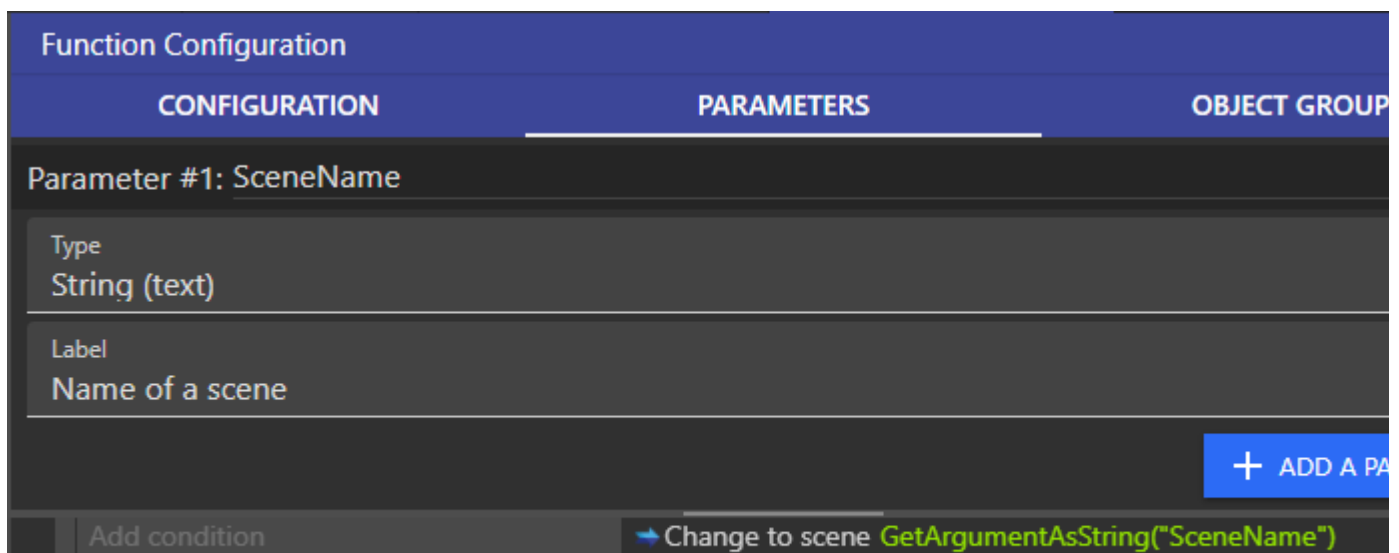 Function Configuration
CONFIGURATION PARAMETERS OBJECT GROUP
Parameter #1: SceneName
Type
String (text)
Label
Name of a scene
+ ADD A PA
Add condition Change to scene GetArgumentAsString("SceneName")